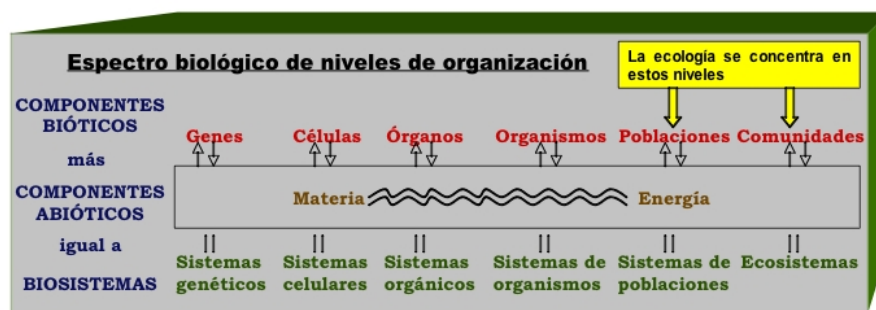 Espectro biológico de niveles de organización
La ecología se concentra en
estos niveles
COMPONENTES
BIÓTICOS
Genes Células Órganos Organismos Poblaciones Comunidades
más
COMPONENTES
ABIÓTICOS
Materia Energía
igual a
BIOSISTEMAS
Sistemas
genéticos
Sistemas
celulares
Sistemas
orgánicos
Sistemas de
organismos
Sistemas de
poblaciones
Ecosistemas